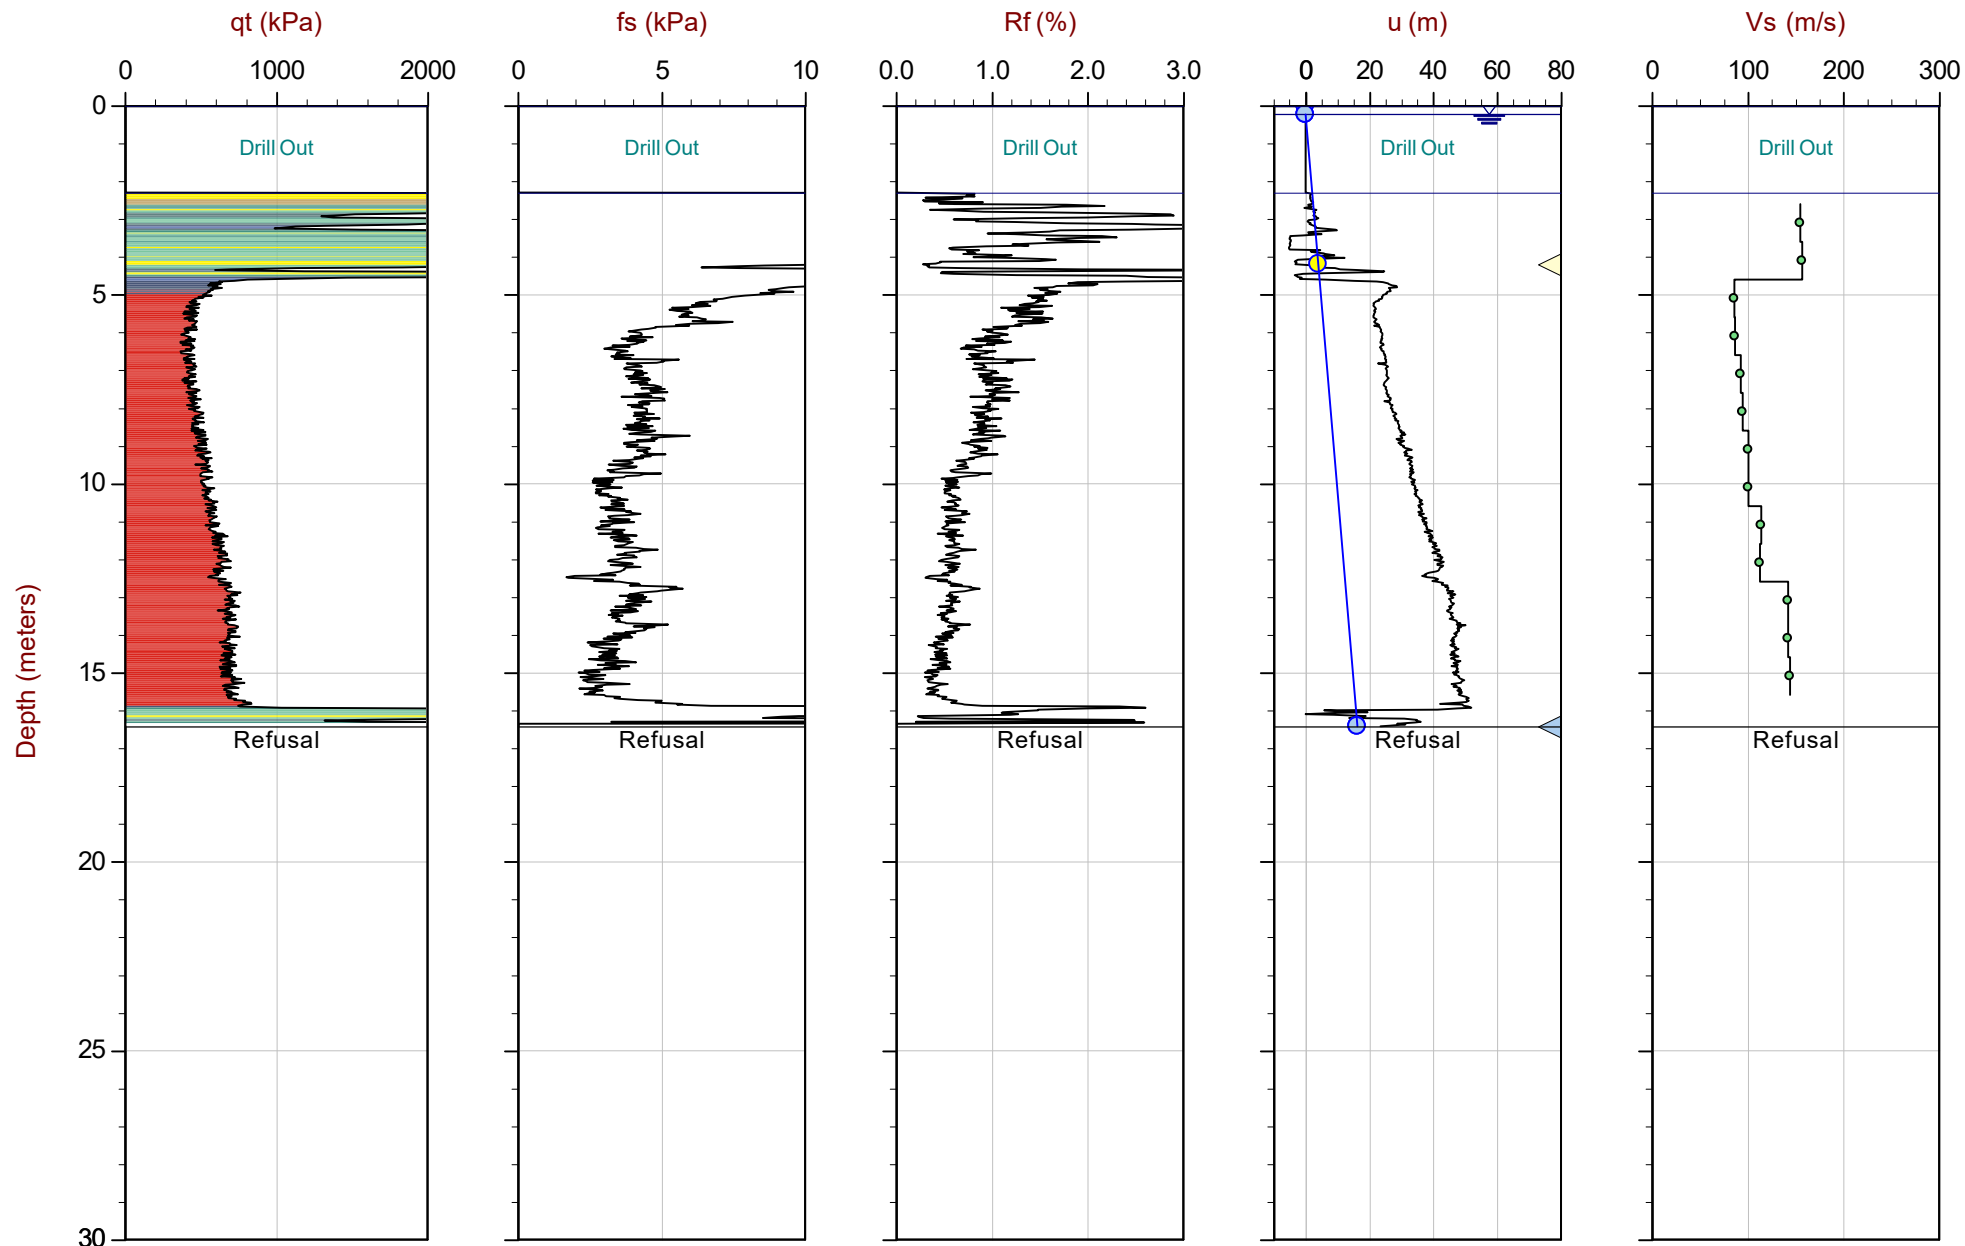 qt (kPa) fs (kPa) Rf (%) u (m) Vs (m/s)
0 1000 2000 0 5 10 0.0 1.0 2.0 3.0 0 20 40 60 80 0 100 200 300
0
Drill Out Drill Out Drill Out Drill Out Drill Out
5
10
15
Refusal Refusal Refusal Refusal Refusal
20
25
30
Depth (meters)